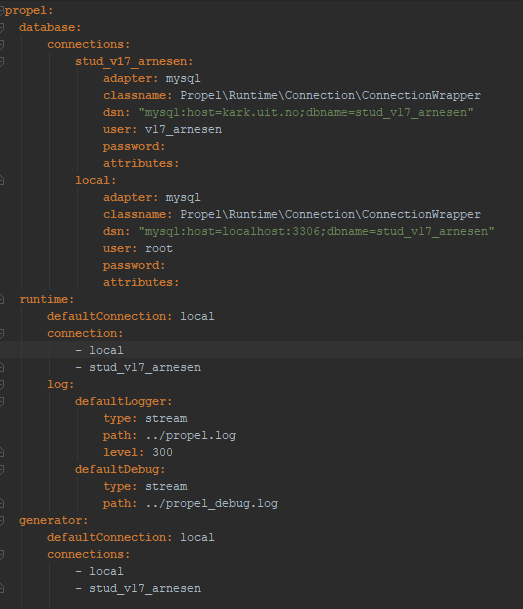 propel:
  database:
      connections:
          stud_v17_arnesen:
              adapter: mysql
              classname: Propel\Runtime\Connection\ConnectionWrapper
              dsn: "mysql:host=kark.uit.no;dbname=stud_v17_arnesen"
              user: v17_arnesen
              password:
              attributes:
          local:
              adapter: mysql
              classname: Propel\Runtime\Connection\ConnectionWrapper
              dsn: "mysql:host=localhost:3306;dbname=stud_v17_arnesen"
              user: root
              password:
              attributes:
  runtime:
      defaultConnection: local
      connection:
          - local
          - stud_v17_arnesen
      log:
          defaultLogger:
              type: stream
              path: ../propel.log
              level: 300
          defaultDebug:
              type: stream
              path: ../propel_debug.log
  generator:
      defaultConnection: local
      connections:
          - local
          - stud_v17_arnesen